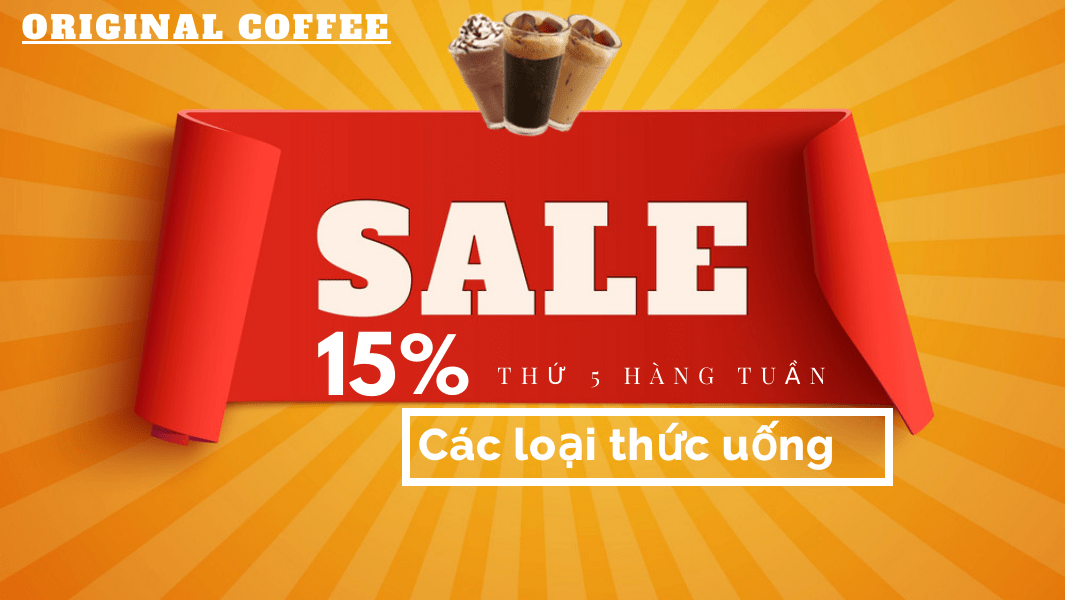 ORIGINAL COFFEE
SALE
15% THỨ 5 HÀNG TUẦN
Các loại thức uống